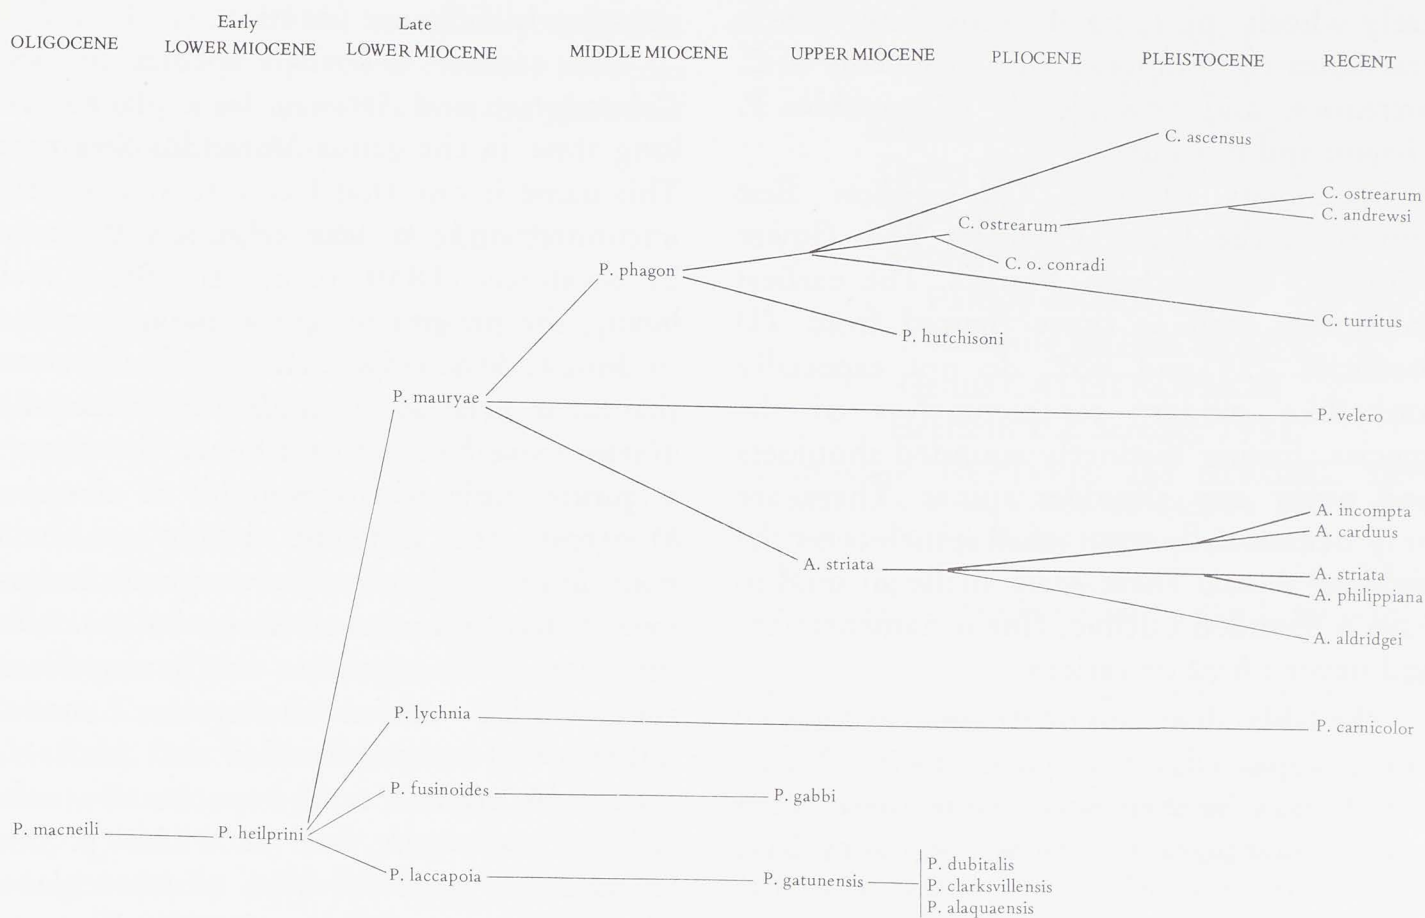 Early
Late
OLIGOCENE
LOWER MIOCENE
LOWER MIOCENE
MIDDLE MIOCENE
UPPER MIOCENE
PLIOCENE
PLEISTOCENE
RECENT
C. ascensus
C. ostrearum
C. andrewsi
C. ostrearum
C. o. conradi
P. phagon
C. turritus
P. hutchisoni
P. mauryae
P. velero
A. incompta
A. carduus
A. striata
A. striata
A. philippiana
A. aldridgei
P. lychnia
P. carnicolor
P. fusinoides
P. gabbi
P. macneili
P. heilprini
P. laccapoia
P. gatunensis
P. dubitalis
P. clarksvillensis
P. alaquaensis